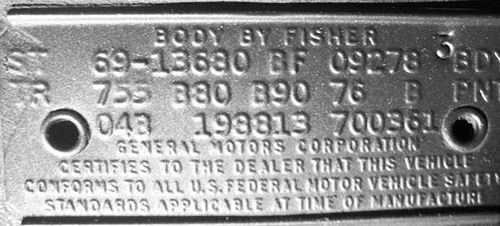 BODY BY FISHER
3
ST 69-13680 BF 09278 BDY
TR 755 B80 B90 76 B PNT
04B 198813 700361
GENERAL MOTORS CORPORATION
CERTIFIES TO THE DEALER THAT THIS VEHICLE
CONFORMS TO ALL U.S. FEDERAL MOTOR VEHICLE SAFETY
STANDARDS APPLICABLE AT TIME OF MANUFACTURE